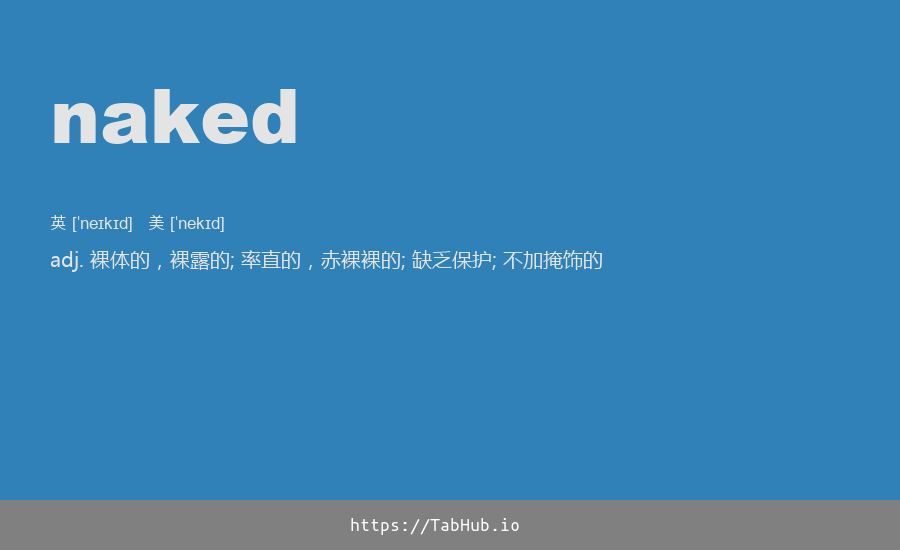 naked
英 [ˈneɪkɪd] 美 [ˈnekɪd]
adj. 裸体的，裸露的; 率直的，赤裸裸的; 缺乏保护; 不加掩饰的
https://TabHub.io